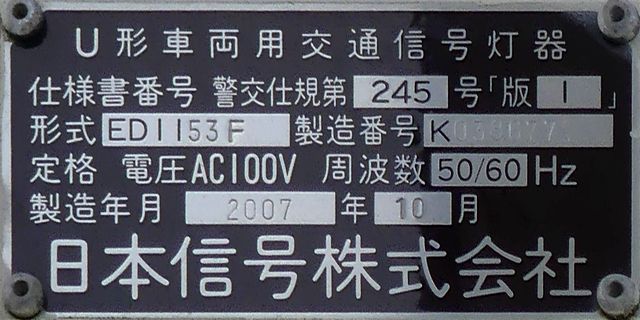 U形車両用交通信号灯器
仕様書番号 警交仕規第 245 号「版 1 」
形式 ED1153F 製造番号
定格 電圧AC100V 周波数 50/60 Hz
製造年月 2007 年 10 月
日本信号株式会社